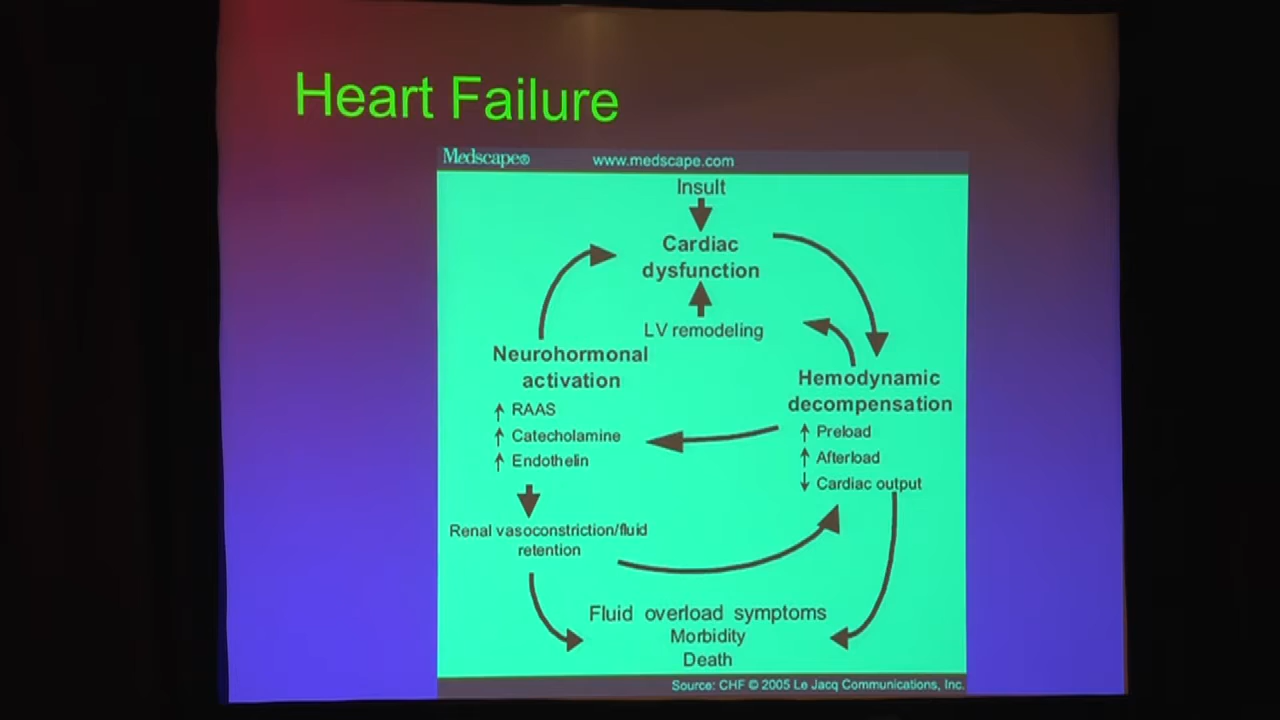 Heart Failure
Medscape® www.medscape.com
Insult
Cardiac
dysfunction
LV remodeling
Neurohormonal
activation
↑ RAAS
↑ Catecholamine
↑ Endothelin
Hemodynamic
decompensation
↑ Preload
↑ Afterload
↓ Cardiac output
Renal vasoconstriction/fluid
retention
Fluid overload symptoms
Morbidity
Death
Source: CHF © 2005 Le Jacq Communications, Inc.